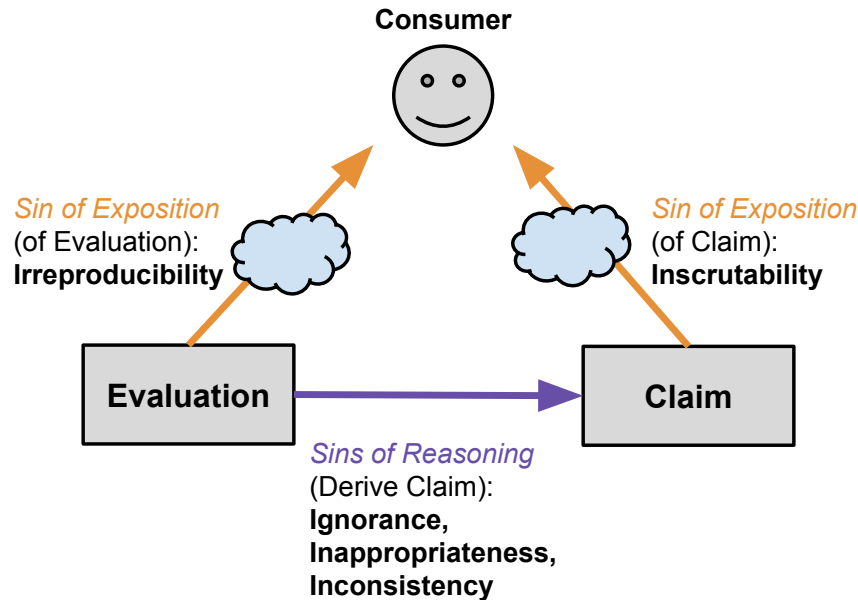 Consumer
Sin of Exposition
(of Evaluation):
Irreproducibility
Sin of Exposition
(of Claim):
Inscrutability
Evaluation
Claim
Sins of Reasoning
(Derive Claim):
Ignorance,
Inappropriateness,
Inconsistency